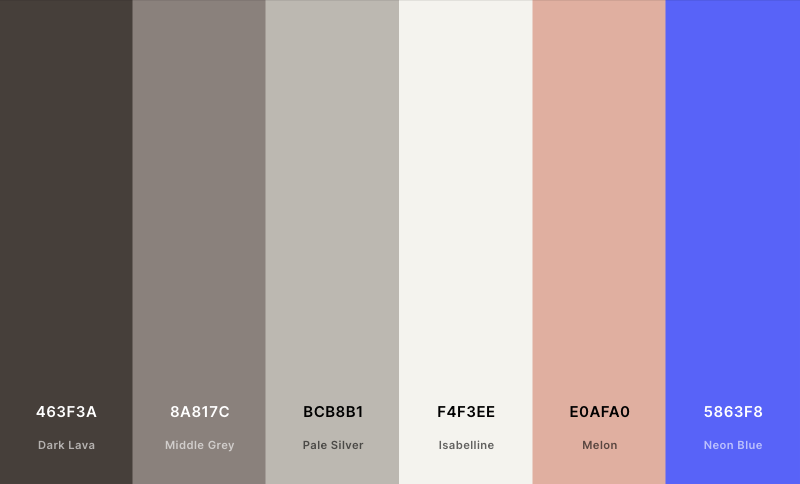 463F3A
8A817C
BCB8B1
F4F3EE
E0AFA0
5863F8
Dark Lava
Middle Grey
Pale Silver
Isabelline
Melon
Neon Blue